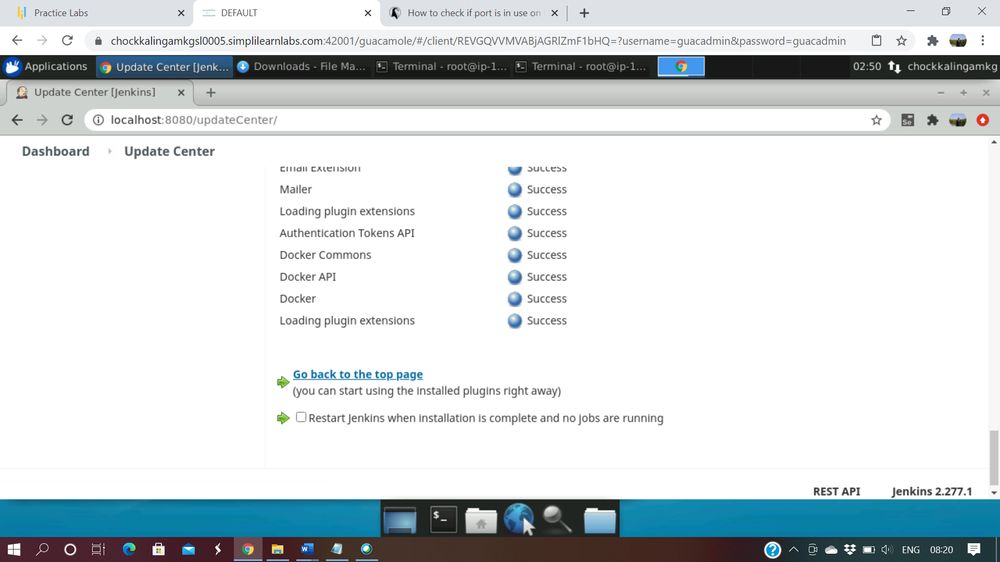 Practice Labs
DEFAULT
How to check if port is in use on
chockkalingamkgsl0005.simplilearnlabs.com:42001/guacamole/#/client/REVGQVVMVABjAGRlZmF1bHQ=?username=guacadmin&password=guacadmin
Applications
Update Center [Jenk...
Downloads - File Ma...
Terminal - root@ip-1...
Terminal - root@ip-1...
02:50
chockkalingamkg
Update Center [Jenkins]
localhost:8080/updateCenter/
Se
Dashboard
Update Center
Email Extension Success
Mailer Success
Loading plugin extensions Success
Authentication Tokens API Success
Docker Commons Success
Docker API Success
Docker Success
Loading plugin extensions Success
Go back to the top page
(you can start using the installed plugins right away)
Restart Jenkins when installation is complete and no jobs are running
REST API
Jenkins 2.277.1
$_
ENG
08:20